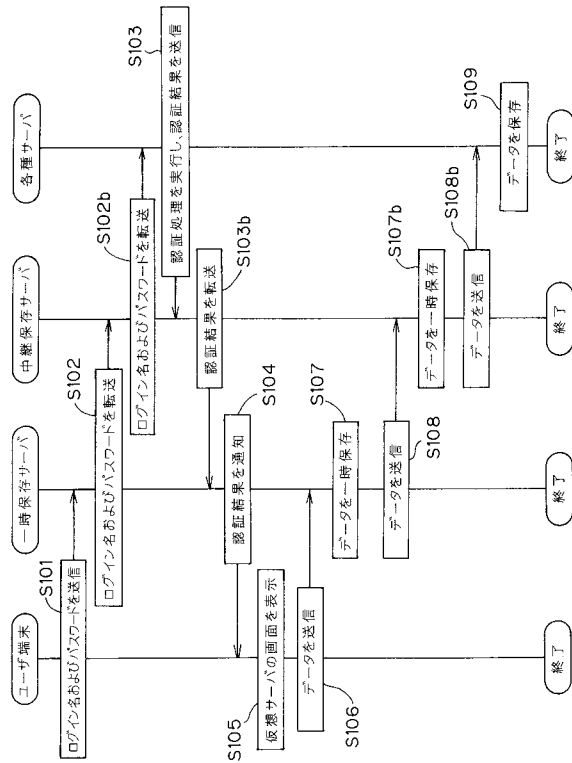 ユーザ端末
一時保存サーバ
中継保存サーバ
各種サーバ
S101
ログイン名およびパスワードを送信
S102
ログイン名およびパスワードを転送
S102b
ログイン名およびパスワードを転送
S103
認証処理を実行し、認証結果を送信
S103b
認証結果を転送
S104
認証結果を通知
S105
仮想サーバの画面を表示
S106
データを送信
S107
データを一時保存
S108
データを送信
S107b
データを一時保存
S108b
データを送信
S109
データを保存
終了
終了
終了
終了